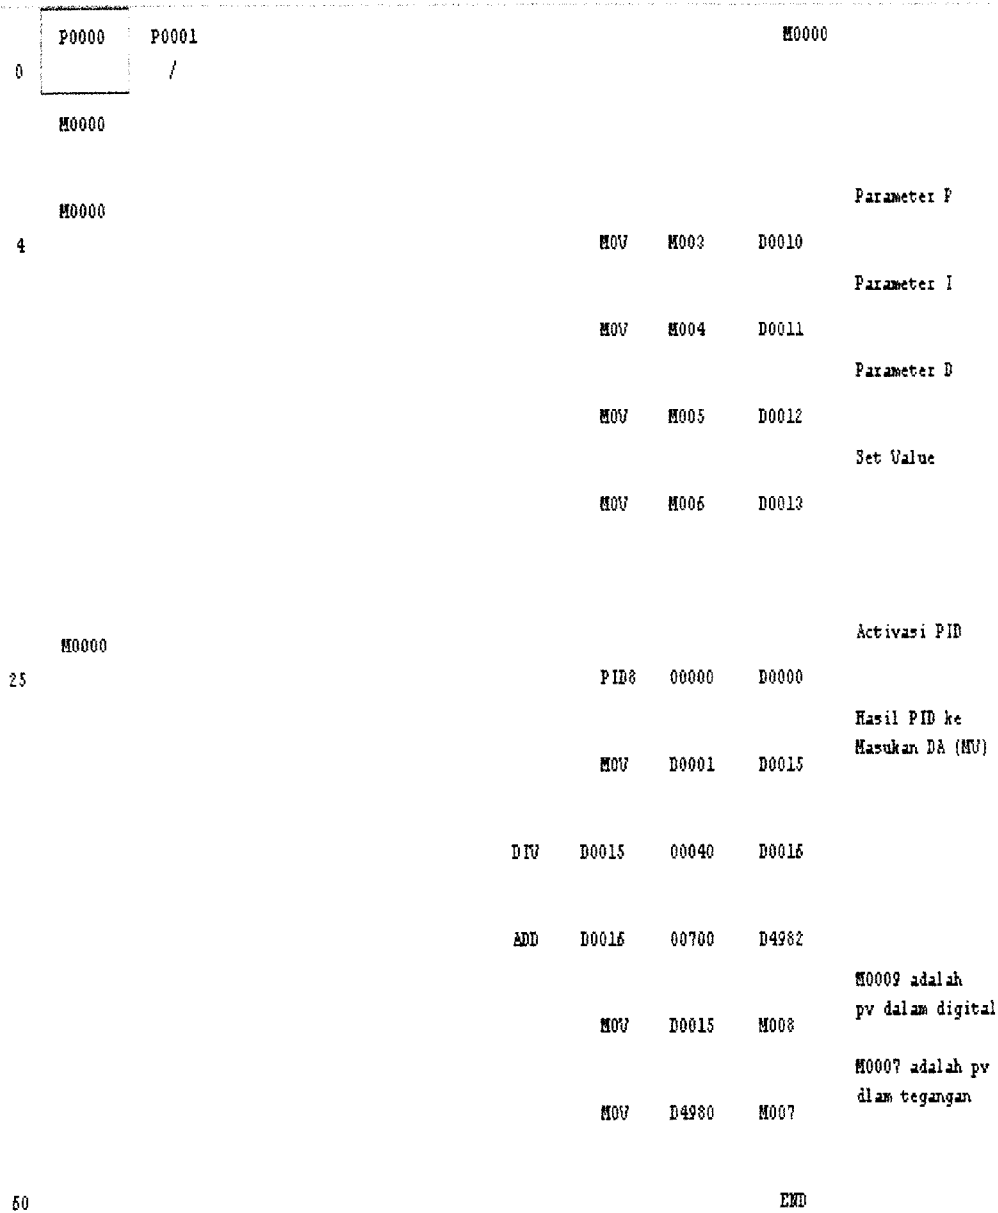 P0000 P0001 M0000
0 /
M0000
Parameter P
M0000
4 MOV M003 D0010
Parameter I
MOV M004 D0011
Parameter D
MOV M005 D0012
Set Value
MOV M006 D0013
Activasi PID
M0000
25 PID8 00000 D0000
Hasil PID ke
Masukan DA (MV)
MOV D0001 D0015
DIV D0015 00040 D0016
ADD D0016 00700 D4982
M0009 adalah
pv dalam digital
MOV D0015 M008
M0007 adalah pv
dlam tegangan
MOV D4980 M007
END